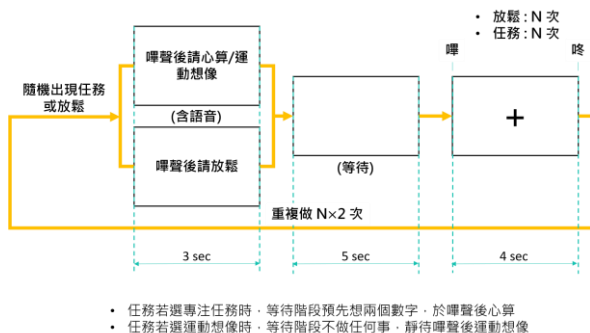 • 放鬆 : N 次
• 任務 : N 次
嗶
咚
嗶聲後請心算/運
動想像
隨機出現任務
或放鬆
(含語音)
+
嗶聲後請放鬆
(等待)
重複做 N×2 次
3 sec
5 sec
4 sec
• 任務若選專注任務時，等待階段預先想兩個數字，於嗶聲後心算
• 任務若選運動想像時，等待階段不做任何事，靜待嗶聲後運動想像